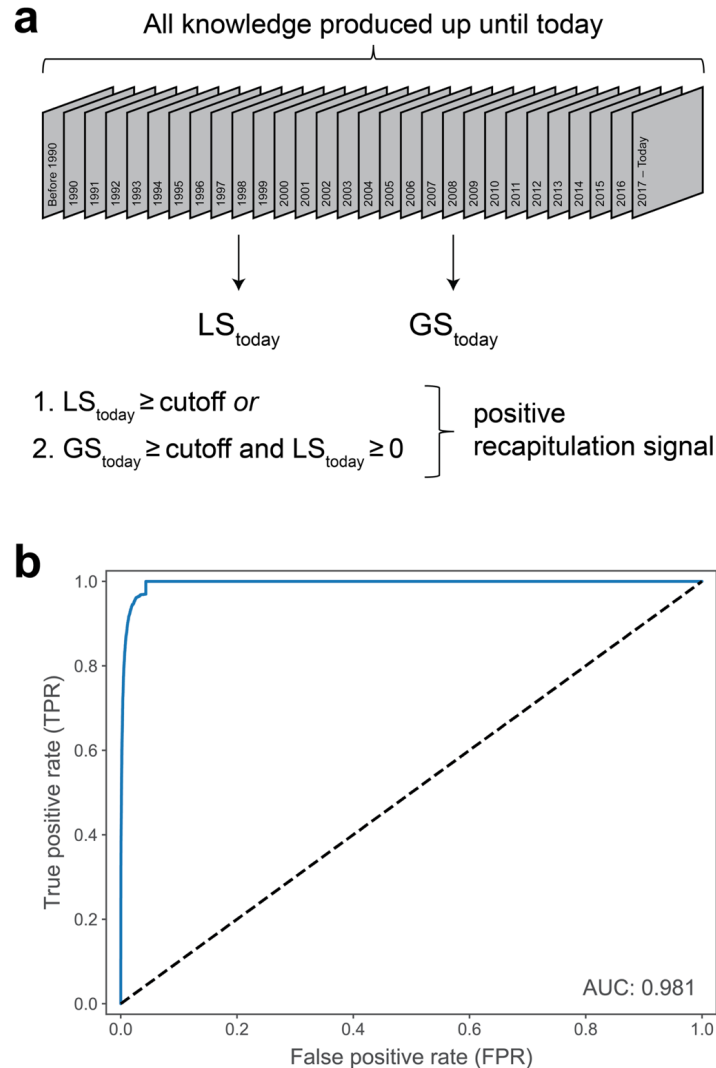 a
All knowledge produced up until today
Before 1990
1990
1991
1992
1993
1994
1995
1996
1997
1998
1999
2000
2001
2002
2003
2004
2005
2006
2007
2008
2009
2010
2011
2012
2013
2014
2015
2016
2017 – Today
LStoday
GStoday
1. LStoday ≥ cutoff or
2. GStoday ≥ cutoff and LStoday ≥ 0
positive
recapitulation signal
b
True positive rate (TPR)
1.0
0.8
0.6
0.4
0.2
0.0
AUC: 0.981
0.0
0.2
0.4
0.6
0.8
1.0
False positive rate (FPR)